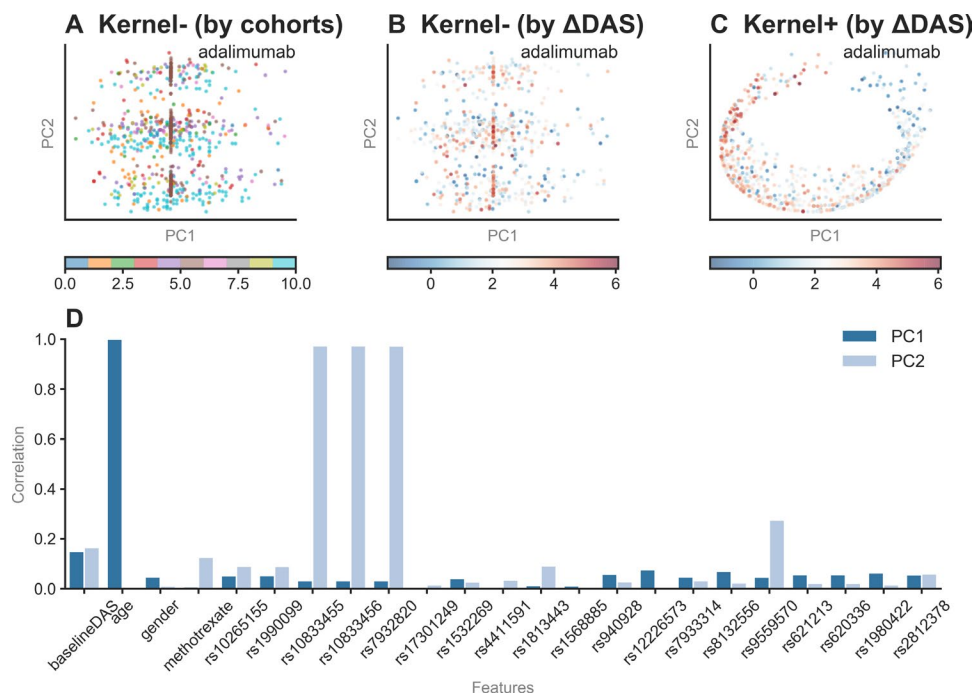 A Kernel- (by cohorts)
adalimumab
PC2
PC1
0.0 2.5 5.0 7.5 10.0
B Kernel- (by ΔDAS)
adalimumab
PC2
PC1
0 2 4 6
C Kernel+ (by ΔDAS)
adalimumab
PC2
PC1
0 2 4 6
D
1.0
0.8
0.6
0.4
0.2
0.0
Correlation
PC1
PC2
baselineDAS
age
gender
methotrexate
rs10265155
rs1990099
rs10833455
rs10833456
rs7932820
rs17301249
rs1532269
rs4411591
rs1813443
rs1568885
rs940928
rs12226573
rs7933314
rs8132556
rs9559570
rs621213
rs620336
rs1980422
rs2812378
Features